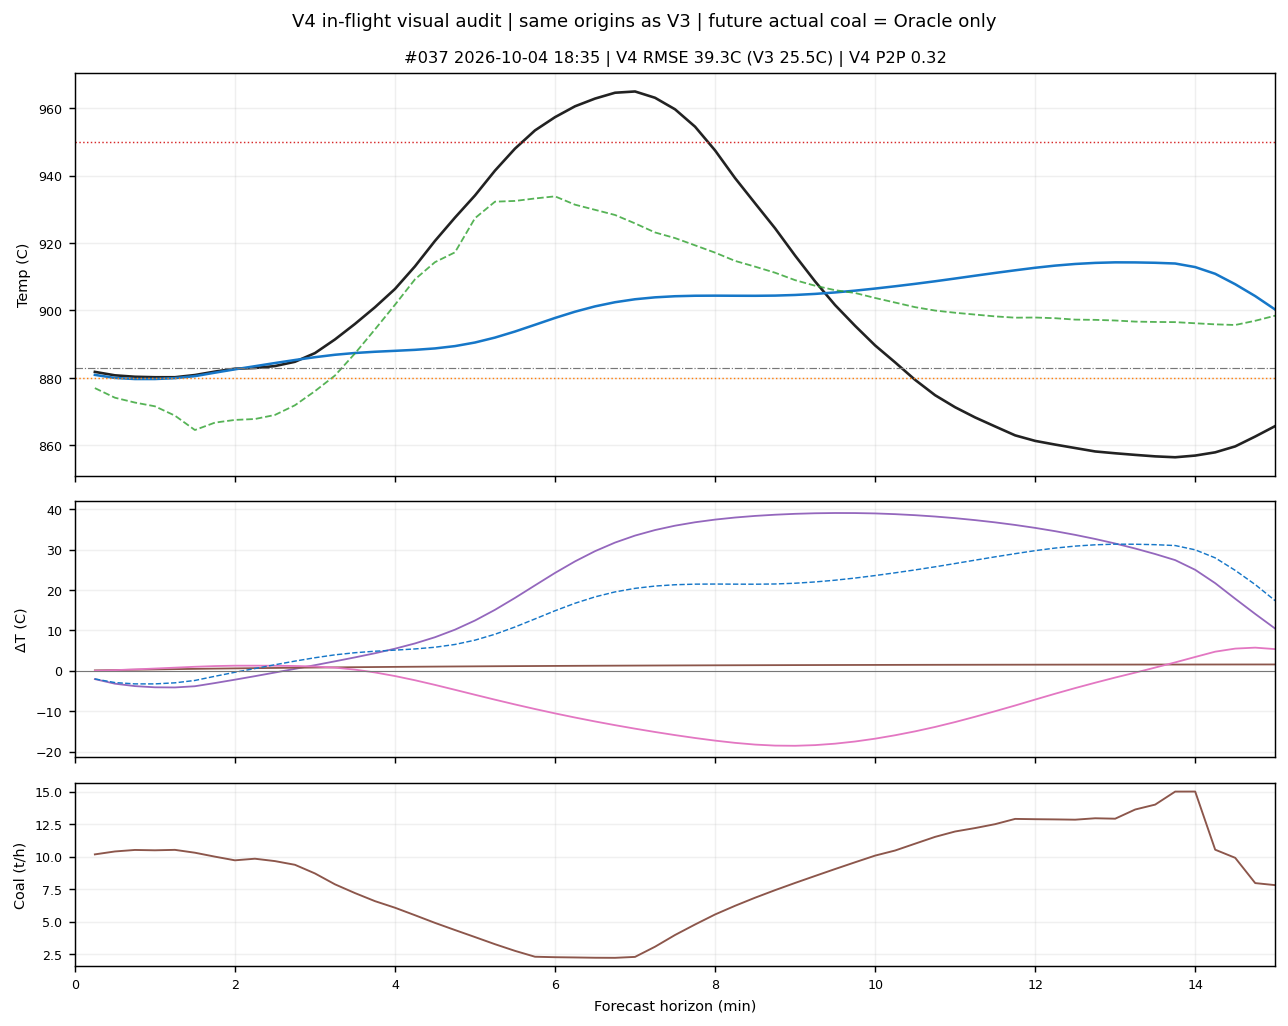 V4 in-flight visual audit | same origins as V3 | future actual coal = Oracle only
#037 2026-10-04 18:35 | V4 RMSE 39.3C (V3 25.5C) | V4 P2P 0.32
960
940
920
900
880
860
Temp (C)
40
30
20
10
0
−10
−20
ΔT (C)
15.0
12.5
10.0
7.5
5.0
2.5
Coal (t/h)
0 2 4 6 8 10 12 14
Forecast horizon (min)